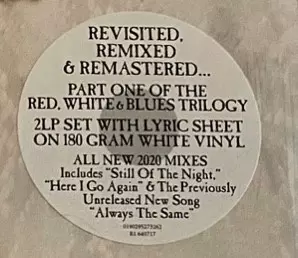 REVISITED,
REMIXED
& REMASTERED...
PART ONE OF THE
RED, WHITE & BLUES TRILOGY
2LP SET WITH LYRIC SHEET
ON 180 GRAM WHITE VINYL
ALL NEW 2020 MIXES
Includes "Still Of The Night,"
"Here I Go Again" & The Previously
Unreleased New Song
"Always The Same"